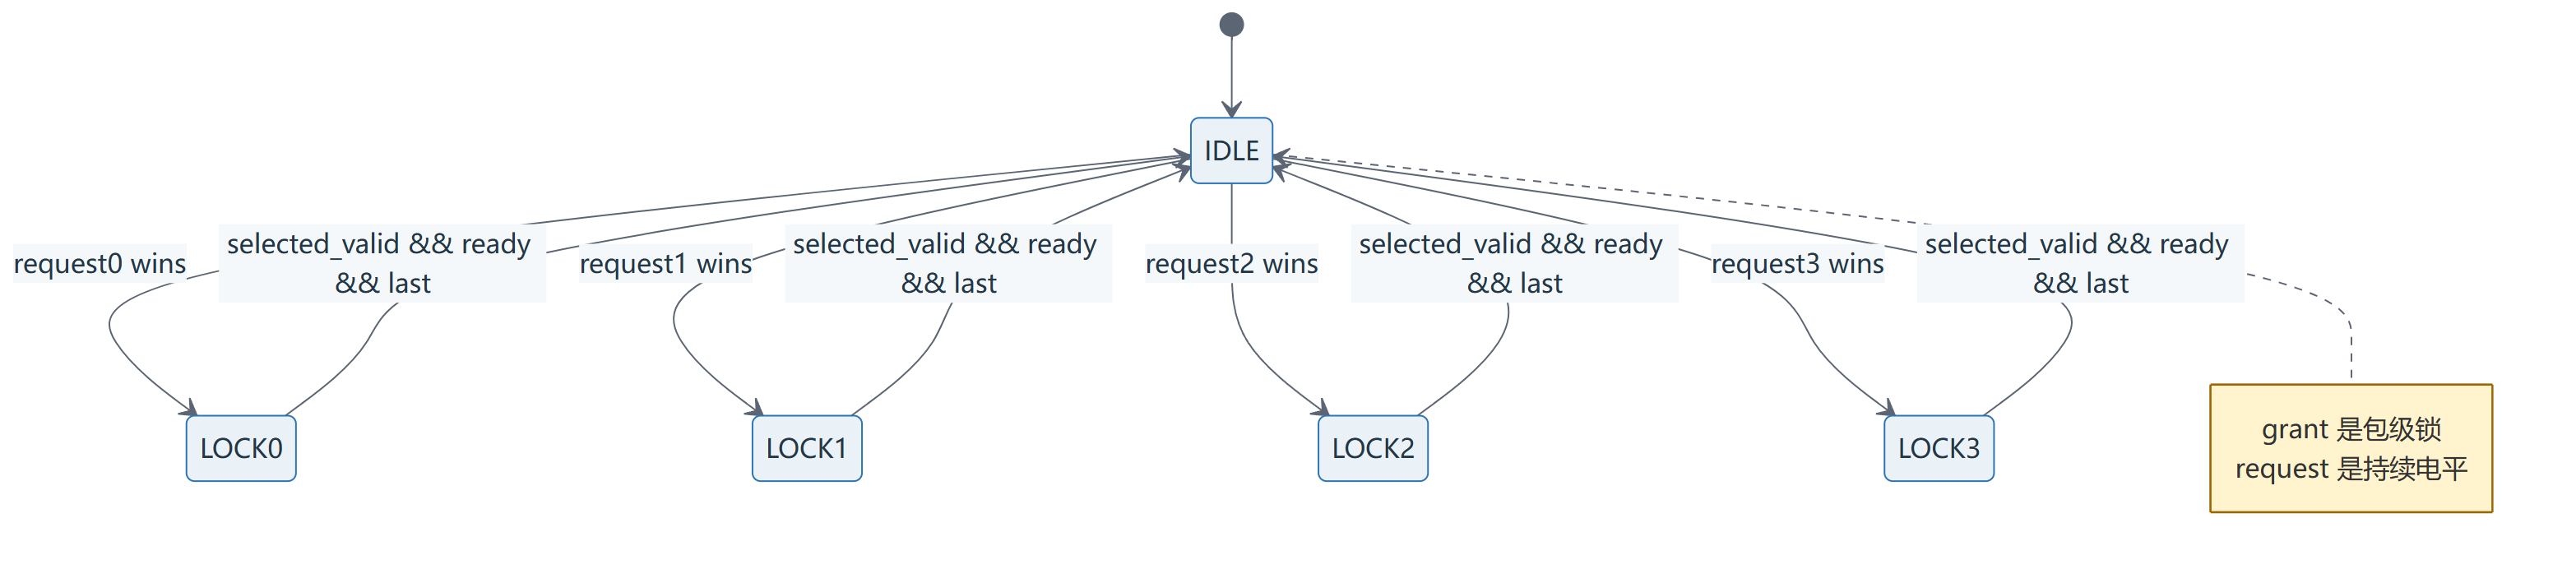 IDLE
request0 wins
selected_valid && ready
&& last
request1 wins
selected_valid && ready
&& last
request2 wins
selected_valid && ready
&& last
request3 wins
selected_valid && ready
&& last
LOCK0
LOCK1
LOCK2
LOCK3
grant 是包级锁
request 是持续电平